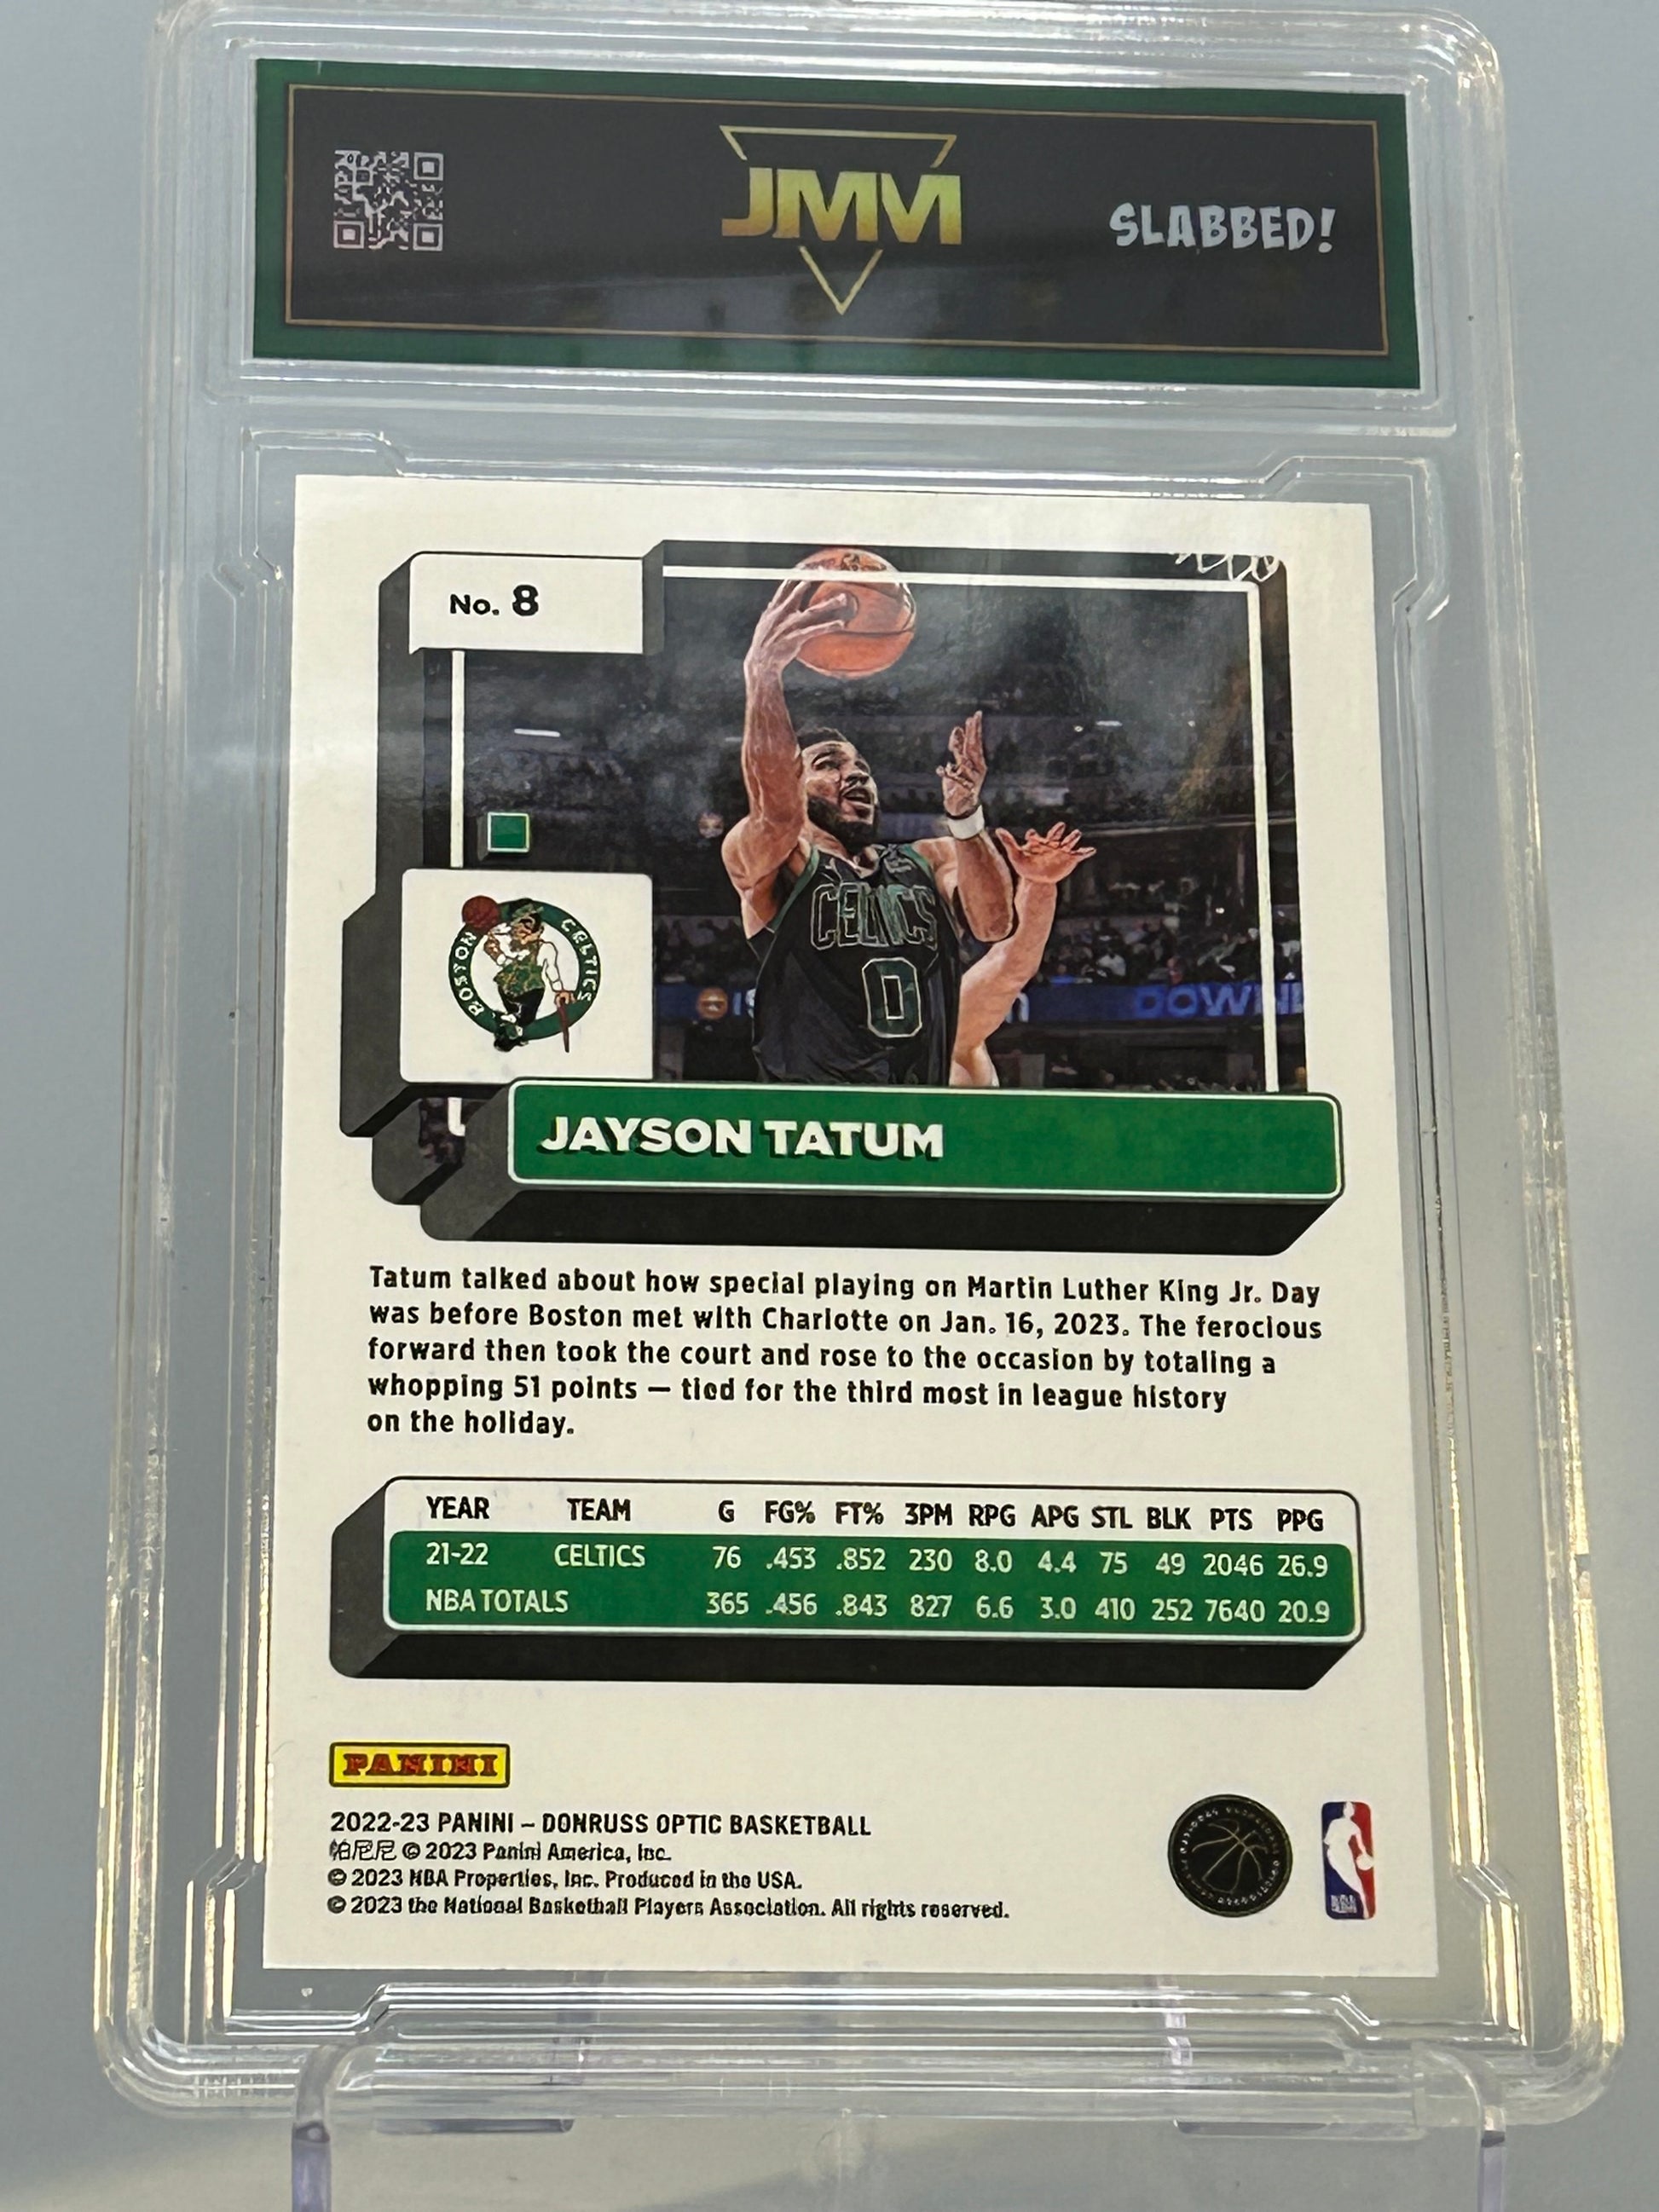 JMM
SLABBED!
No. 8
CELTICS
0
DOWN
BOSTON CELTICS
JAYSON TATUM
Tatum talked about how special playing on Martin Luther King Jr. Day
was before Boston met with Charlotte on Jan. 16, 2023. The ferocious
forward then took the court and rose to the occasion by totaling a
whopping 51 points — tied for the third most in league history
on the holiday.
YEAR TEAM G FG% FT% 3PM RPG APG STL BLK PTS PPG
21-22 CELTICS 76 .453 .852 230 8.0 4.4 75 49 2046 26.9
NBA TOTALS 365 .456 .843 827 6.6 3.0 410 252 7640 20.9
PANINI
2022-23 PANINI – DONRUSS OPTIC BASKETBALL
帕尼尼 © 2023 Panini America, Inc.
© 2023 NBA Properties, Inc. Produced in the USA.
© 2023 the National Basketball Players Association. All rights reserved.
NBA